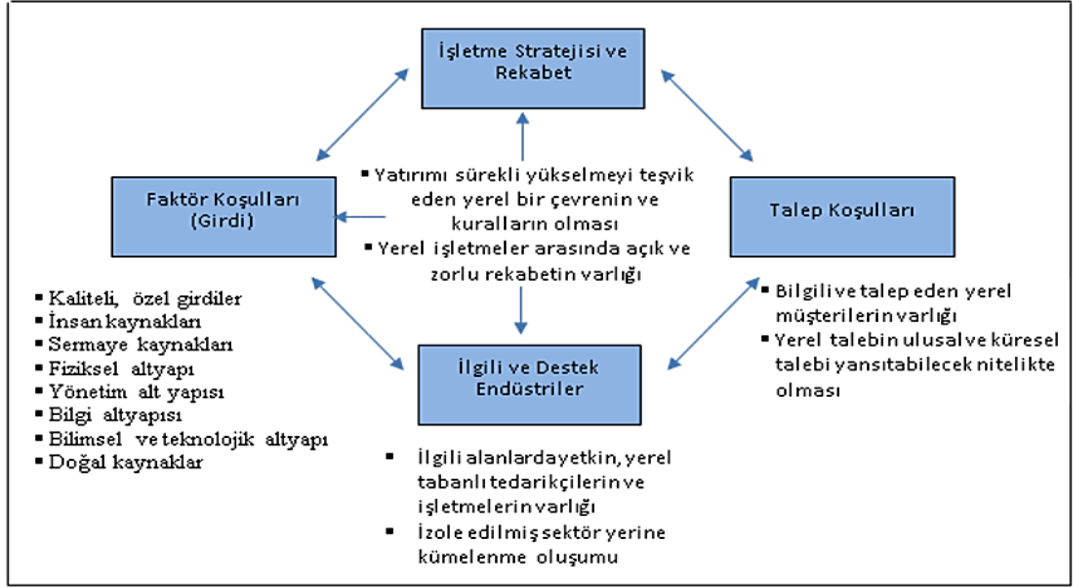 İşletme Stratejisi ve
Rekabet
▪ Yatırımı sürekli yükselmeyi teşvik
eden yerel bir çevrenin ve
kuralların olması
▪ Yerel işletmeler arasında açık ve
zorlu rekabetin varlığı
Faktör Koşulları
(Girdi)
▪ Kaliteli, özel girdiler
▪ İnsan kaynakları
▪ Sermaye kaynakları
▪ Fiziksel altyapı
▪ Yönetim alt yapısı
▪ Bilgi altyapısı
▪ Bilimsel ve teknolojik altyapı
▪ Doğal kaynaklar
Talep Koşulları
▪ Bilgili ve talep eden yerel
müşterilerin varlığı
▪ Yerel talebin ulusal ve küresel
talebi yansıtabilecek nitelikte
olması
İlgili ve Destek
Endüstriler
▪ İlgili alanlarda yetkin, yerel
tabanlı tedarikçilerin ve
işletmelerin varlığı
▪ İzole edilmiş sektör yerine
kümelenme oluşumu